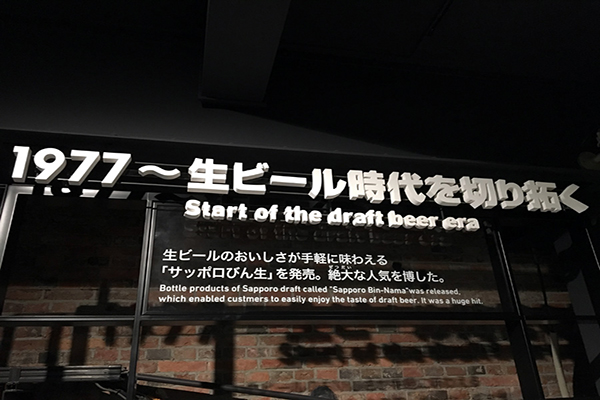 1977～生ビール時代を切り拓く
Start of the draft beer era
生ビールのおいしさが手軽に味わえる
「サッポロびん生」を発売。絶大な人気を博した。
Bottle products of Sapporo draft called "Sapporo Bin-Nama" was released,
which enabled custmers to easily enjoy the taste of draft beer. It was a huge hit.